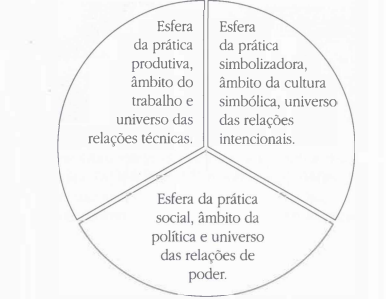 Esfera
da prática
produtiva,
âmbito do
trabalho e
universo das
relações técnicas.
Esfera
da prática
simbolizadora,
âmbito da cultura
simbólica, universo
das relações
intencionais.
Esfera da prática
social, âmbito da
política e universo
das relações de
poder.